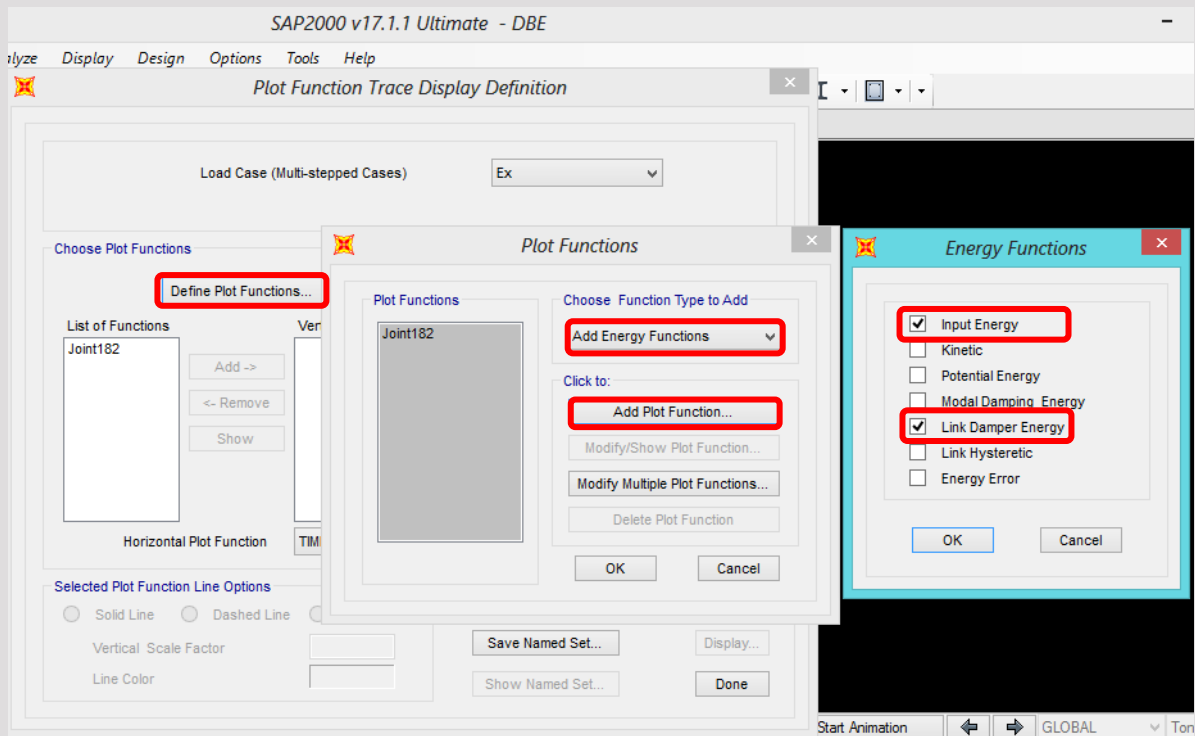 SAP2000 v17.1.1 Ultimate - DBE
alyze Display Design Options Tools Help
Plot Function Trace Display Definition
Load Case (Multi-stepped Cases)
Ex
Choose Plot Functions
Define Plot Functions...
List of Functions
Joint182
Add ->
<- Remove
Show
Horizontal Plot Function
Selected Plot Function Line Options
Solid Line
Dashed Line
Vertical Scale Factor
Line Color
Save Named Set...
Show Named Set...
Display...
Done
Plot Functions
Plot Functions
Joint182
Choose Function Type to Add
Add Energy Functions
Click to:
Add Plot Function...
Modify/Show Plot Function...
Modify Multiple Plot Functions...
Delete Plot Function
OK
Cancel
Energy Functions
Input Energy
Kinetic
Potential Energy
Modal Damping Energy
Link Damper Energy
Link Hysteretic
Energy Error
OK
Cancel
Start Animation
GLOBAL